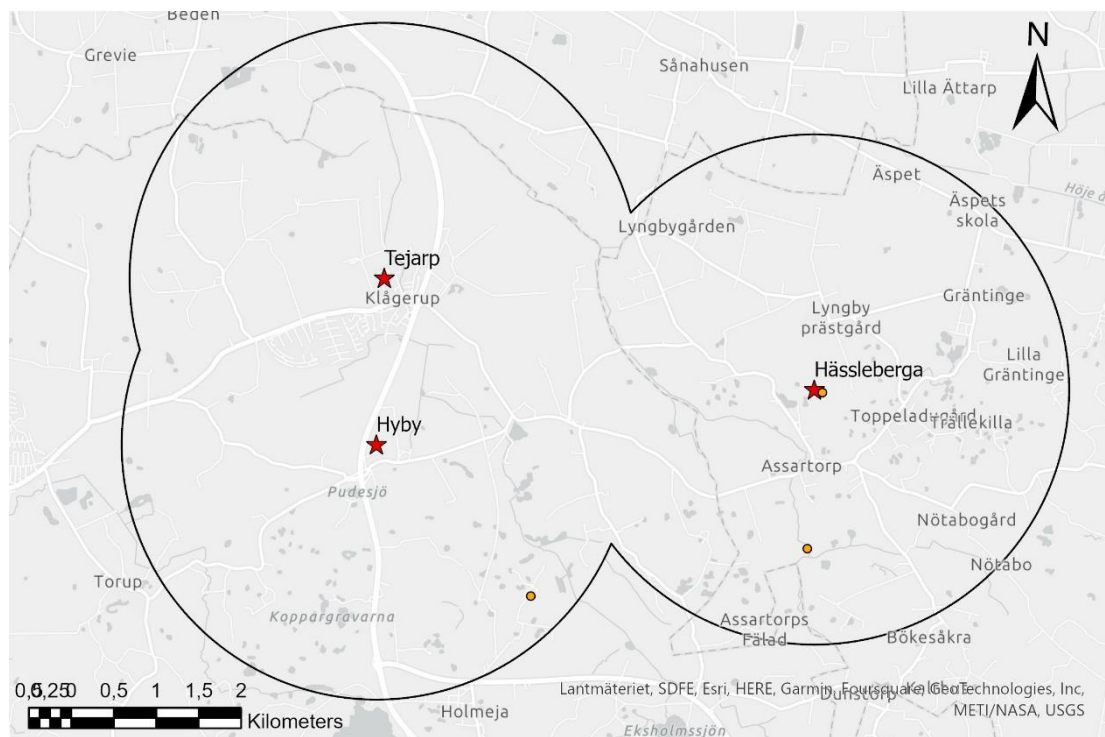 Beden
Grevie
Sånahusen
N
Lilla Ättarp
Äspet
Höje å
Äspets
skola
Lyngbygården
Tejarp
Klågerup
Gräntinge
Lyngby
prästgård
Lilla
Gräntinge
Hässleberga
Toppeladugård
Trällekilla
Hyby
Assartorp
Pudesjö
Nötabogård
Nötabo
Torup
Koppargravarna
Assartorps
Fälad
Bökesåkra
0,5 0,25 0 0,5 1 1,5 2
Kilometers
Holmeja
Lantmäteriet, SDFE, Esri, HERE, Garmin, Foursquare, GeoTechnologies, Inc,
METI/NASA, USGS
Dunstorp
Eksholmssjön